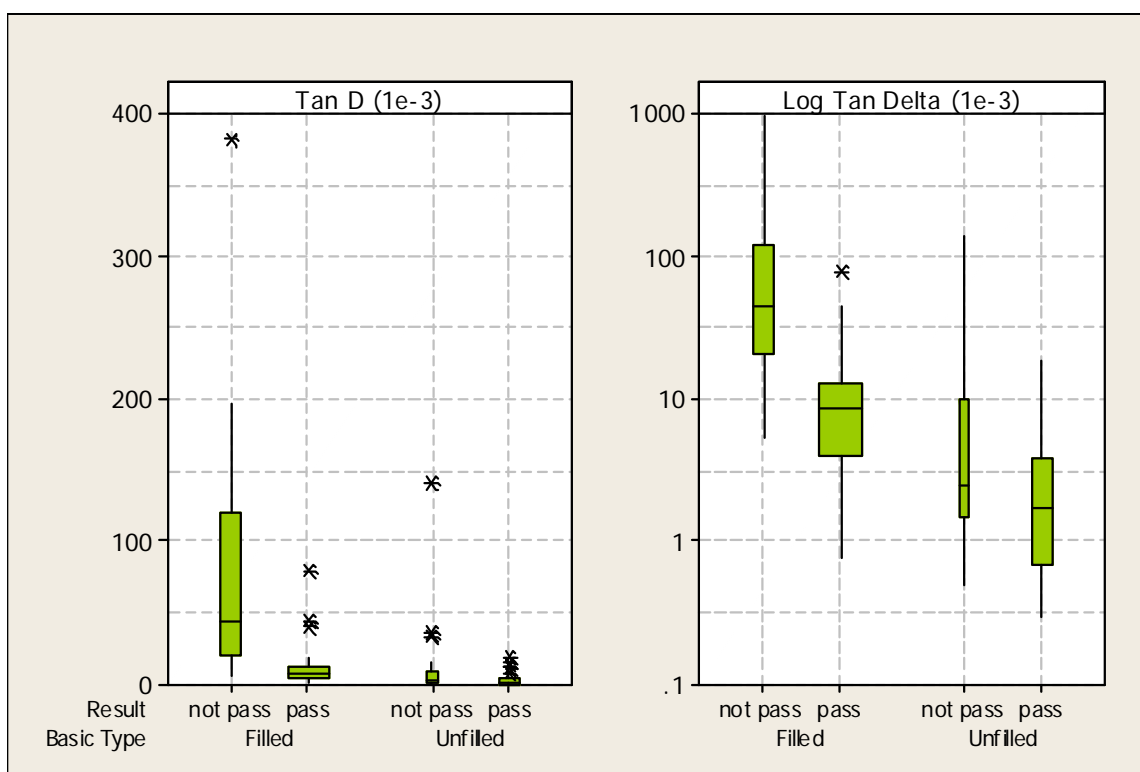 Tan D (1e-3)
Log Tan Delta (1e-3)
400
300
200
100
0
1000
100
10
1
.1
Result not pass pass not pass pass not pass pass not pass pass
Basic Type Filled Unfilled Filled Unfilled